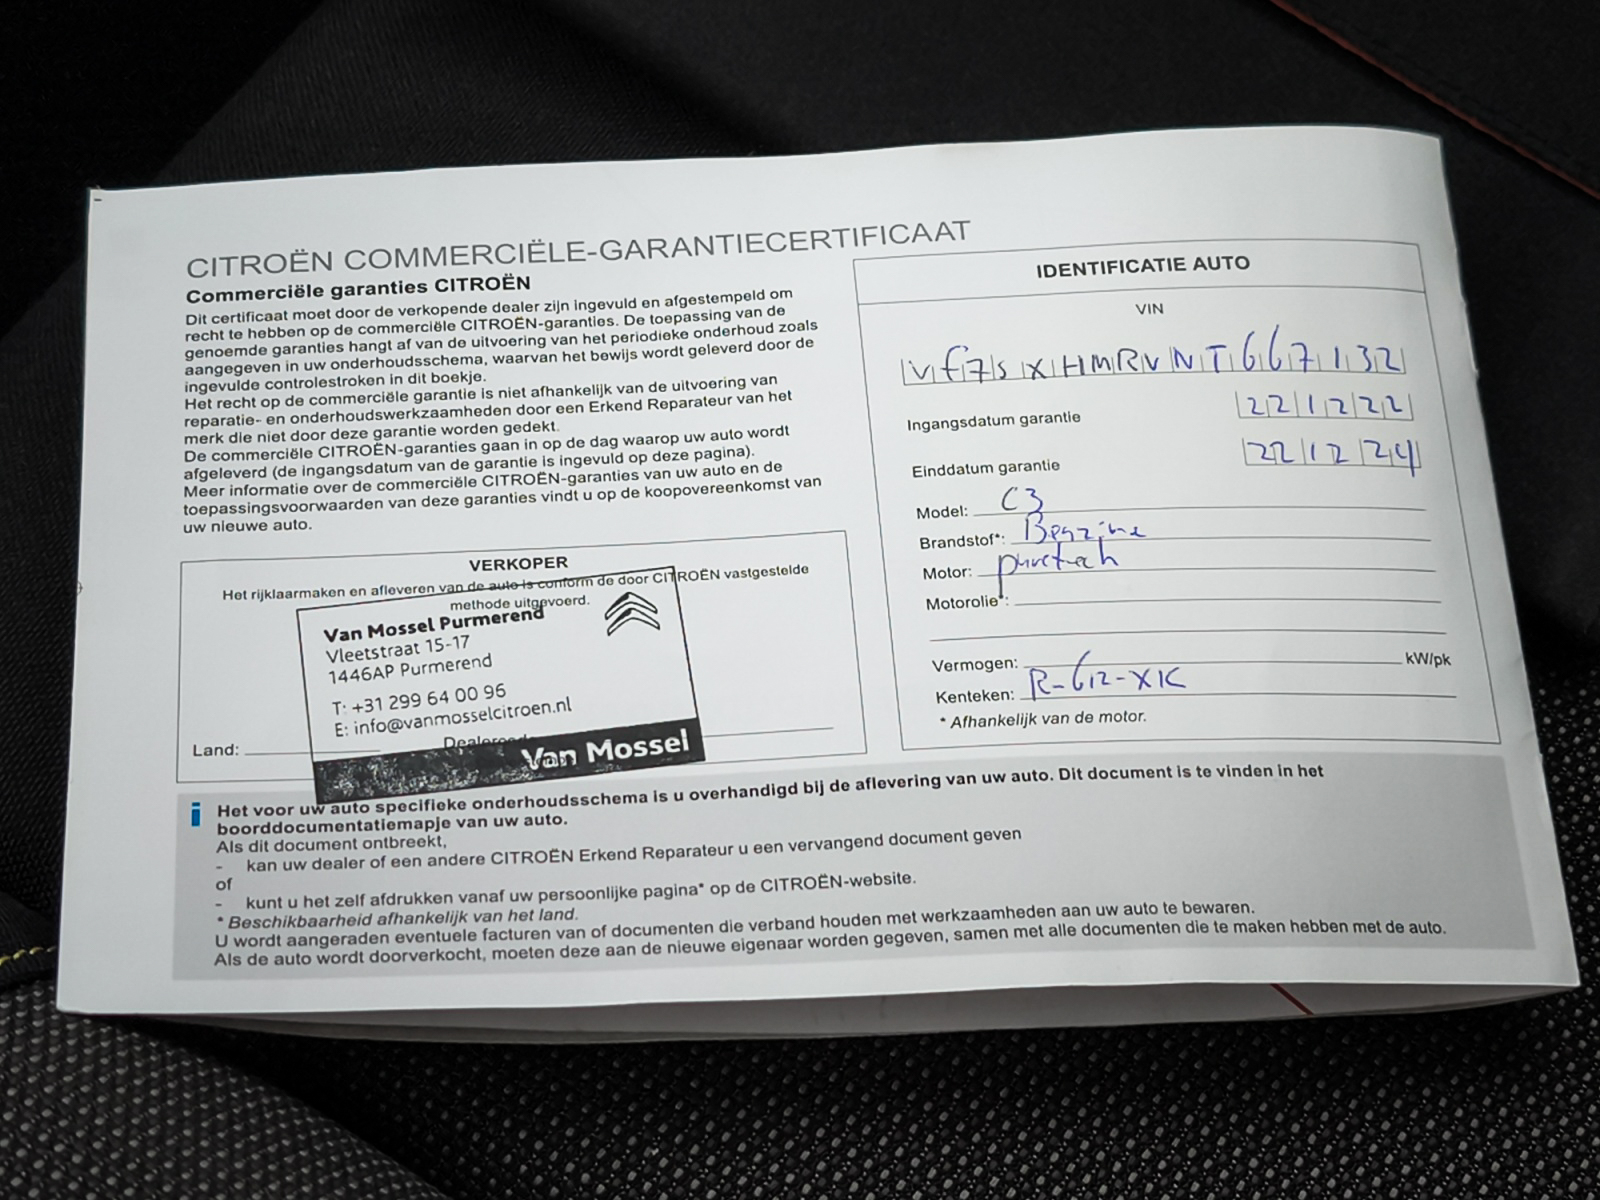 CITROËN COMMERCIËLE-GARANTIECERTIFICAAT
Commerciële garanties CITROËN
Dit certificaat moet door de verkopende dealer zijn ingevuld en afgestempeld om
recht te hebben op de commerciële CITROËN-garanties. De toepassing van de
genoemde garanties hangt af van de uitvoering van het periodieke onderhoud zoals
aangegeven in uw onderhoudsschema, waarvan het bewijs wordt geleverd door de
ingevulde controlestroken in dit boekje.
Het recht op de commerciële garantie is niet afhankelijk van de uitvoering van
reparatie- en onderhoudswerkzaamheden door een Erkend Reparateur van het
merk die niet door deze garantie worden gedekt.
De commerciële CITROËN-garanties gaan in op de dag waarop uw auto wordt
afgeleverd (de ingangsdatum van de garantie is ingevuld op deze pagina).
Meer informatie over de commerciële CITROËN-garanties van uw auto en de
toepassingsvoorwaarden van deze garanties vindt u op de koopovereenkomst van
uw nieuwe auto.
VERKOPER
Het rijklaarmaken en afleveren van de auto is conform de door CITROËN vastgestelde
methode uitgevoerd.
Van Mossel Purmerend
Vleetstraat 15-17
1446AP Purmerend
T: +31 299 64 00 96
E: info@vanmosselcitroen.nl
Land:
Van Mossel
IDENTIFICATIE AUTO
VIN
VF7SXHMRVNT667132
Ingangsdatum garantie 221222
Einddatum garantie 221224
Model: C3
Brandstof*: Benzine
Motor: puretech
Motorolie*:
Vermogen: kW/pk
Kenteken: R-612-XK
* Afhankelijk van de motor.
Het voor uw auto specifieke onderhoudsschema is u overhandigd bij de aflevering van uw auto. Dit document is te vinden in het
boorddocumentatiemapje van uw auto.
Als dit document ontbreekt,
- kan uw dealer of een andere CITROËN Erkend Reparateur u een vervangend document geven
of
- kunt u het zelf afdrukken vanaf uw persoonlijke pagina* op de CITROËN-website.
* Beschikbaarheid afhankelijk van het land.
U wordt aangeraden eventuele facturen van of documenten die verband houden met werkzaamheden aan uw auto te bewaren.
Als de auto wordt doorverkocht, moeten deze aan de nieuwe eigenaar worden gegeven, samen met alle documenten die te maken hebben met de auto.